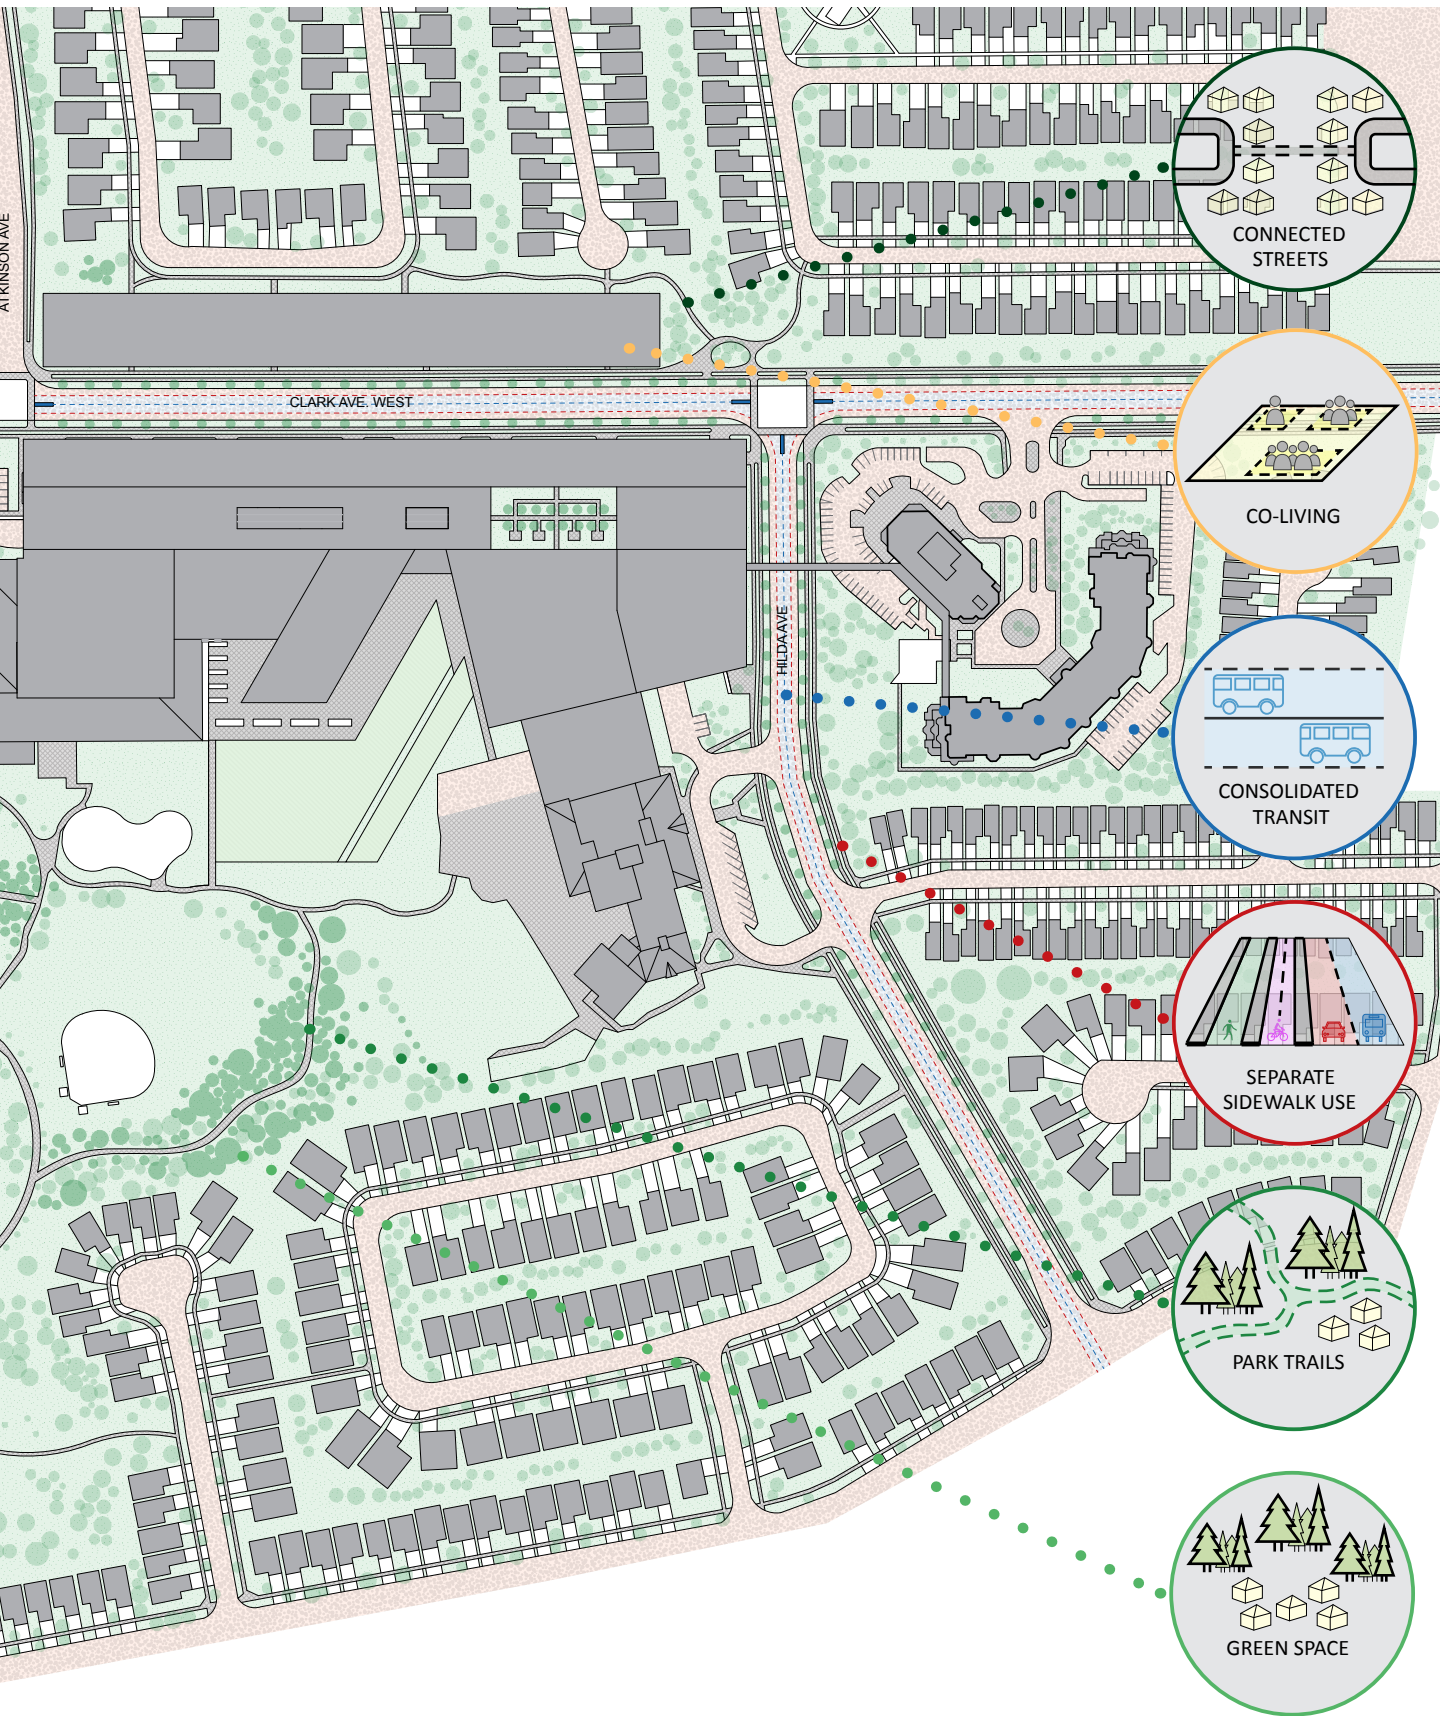 CONNECTED
STREETS
ATKINSON AVE
CLARK AVE. WEST
CO-LIVING
HILDA AVE
CONSOLIDATED
TRANSIT
SEPARATE
SIDEWALK USE
PARK TRAILS
GREEN SPACE